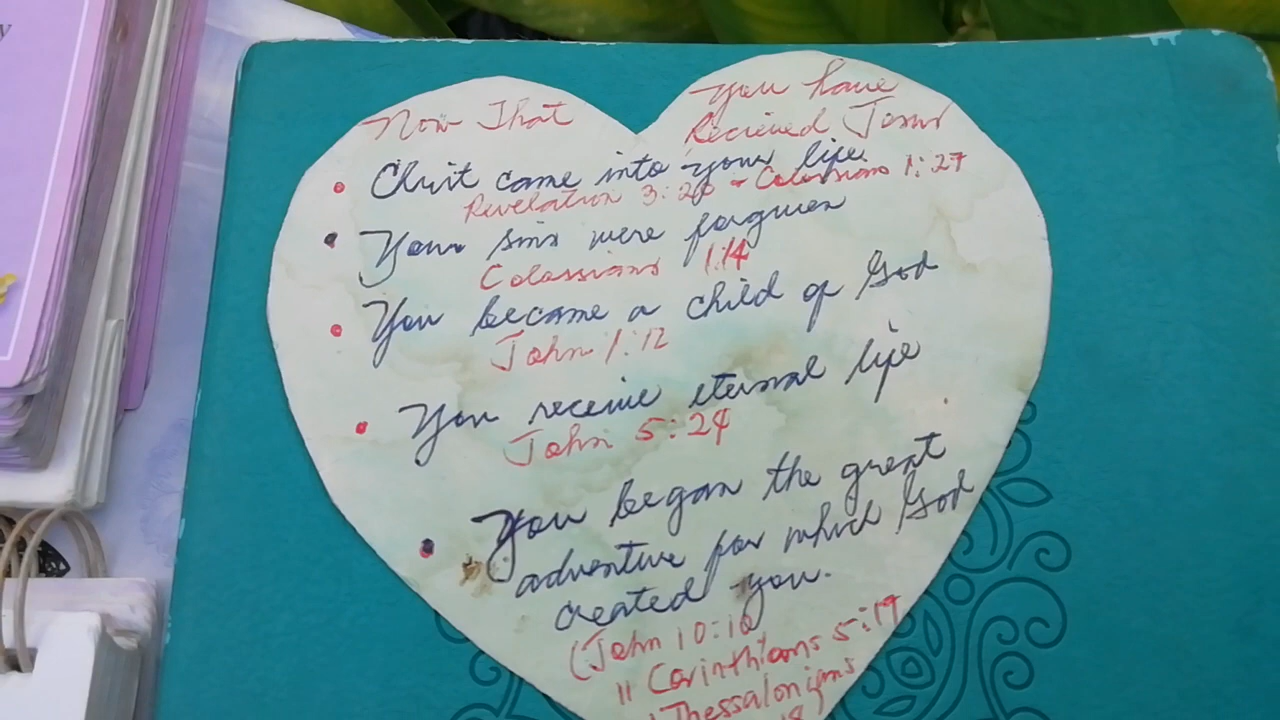 Now That you have
Recieved Jesus
• Christ came into your life.
Revelation 3:20 - Colossians 1:27
• Your sins were forgiven
Colassians 1:14
• You became a child of God
John 1:12
• You receive eternal life
John 5:24
• You began the great
adventure for which God
created you.
(John 10:10
II Corinthians 5:17
Thessalonians
18